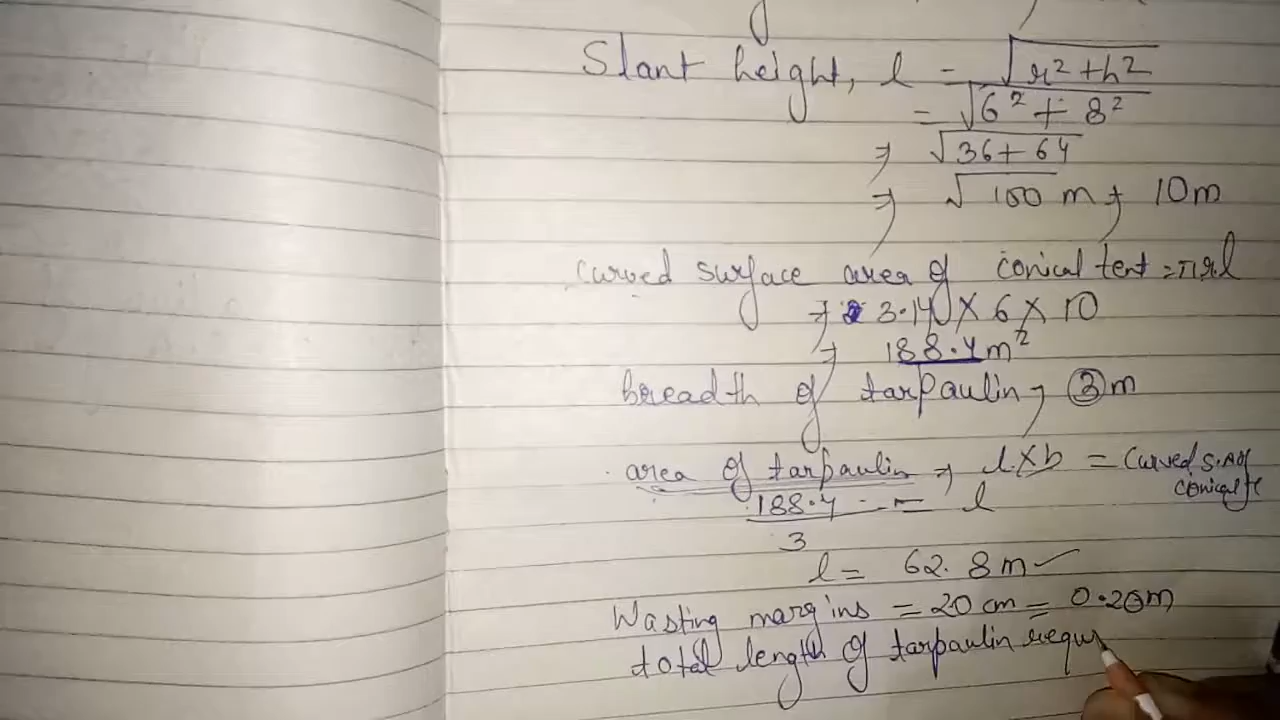 Slant height, l = √r²+h²
= √6² + 8²
⇒ √36+64
⇒ √100 m ⇒ 10m
curved surface area of conical tent = πrl
⇒ 3.14 × 6 × 10
⇒ 188.4 m²
breadth of tarpaulin ⇒ 3 m
area of tarpaulin ⇒ l×b = curved S.A of
conical te
188.4 = l
3
l = 62.8 m ✓
Wasting margins = 20 cm = 0.20m
total length of tarpaulin requ